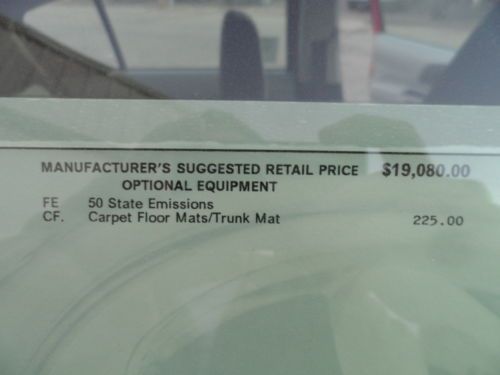 MANUFACTURER'S SUGGESTED RETAIL PRICE $19,080.00
OPTIONAL EQUIPMENT
FE 50 State Emissions
CF. Carpet Floor Mats/Trunk Mat 225.00